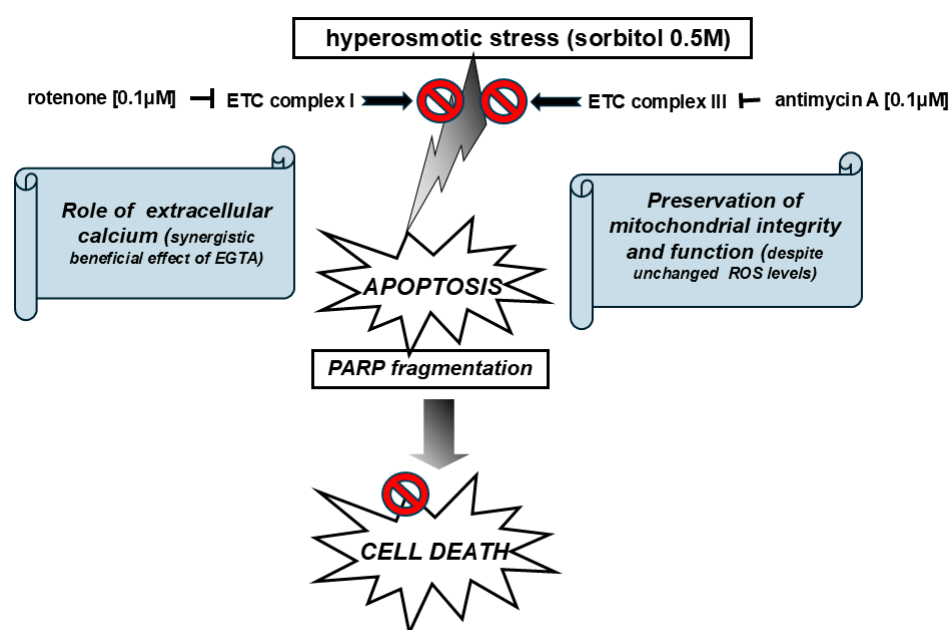 hyperosmotic stress (sorbitol 0.5M)
rotenone [0.1µM]
ETC complex I
ETC complex III
antimycin A [0.1µM]
Role of extracellular
calcium (synergistic
beneficial effect of EGTA)
Preservation of
mitochondrial integrity
and function (despite
unchanged ROS levels)
APOPTOSIS
PARP fragmentation
CELL DEATH